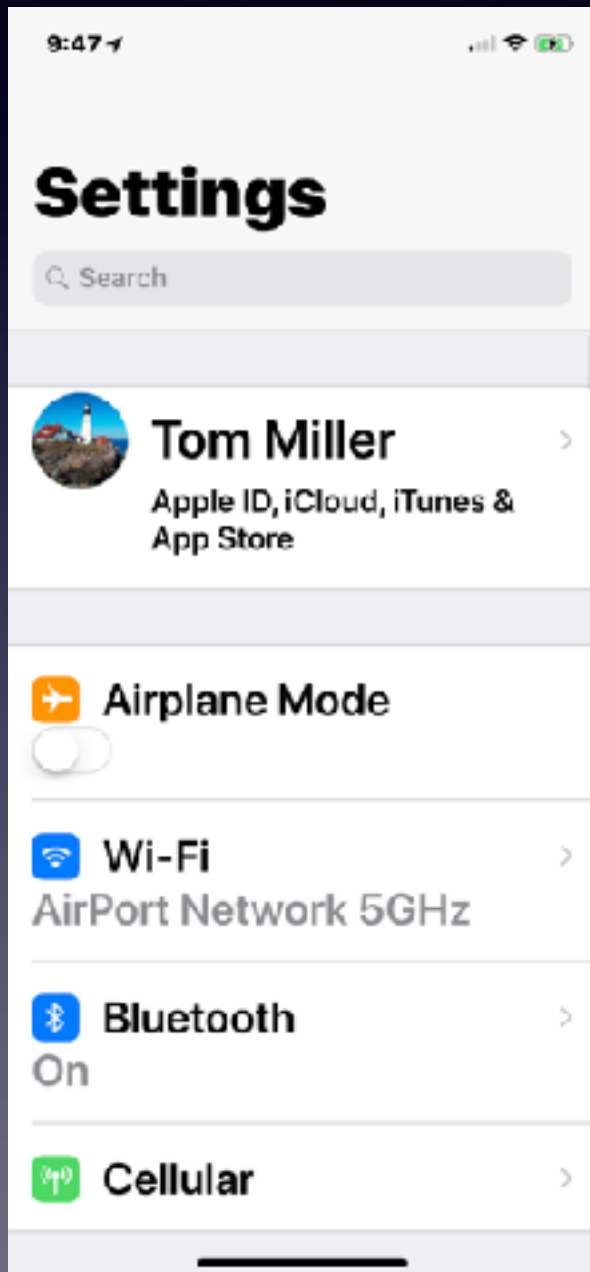 9:47
Settings
Search
Tom Miller
Apple ID, iCloud, iTunes &
App Store
Airplane Mode
Wi-Fi
AirPort Network 5GHz
Bluetooth
On
Cellular